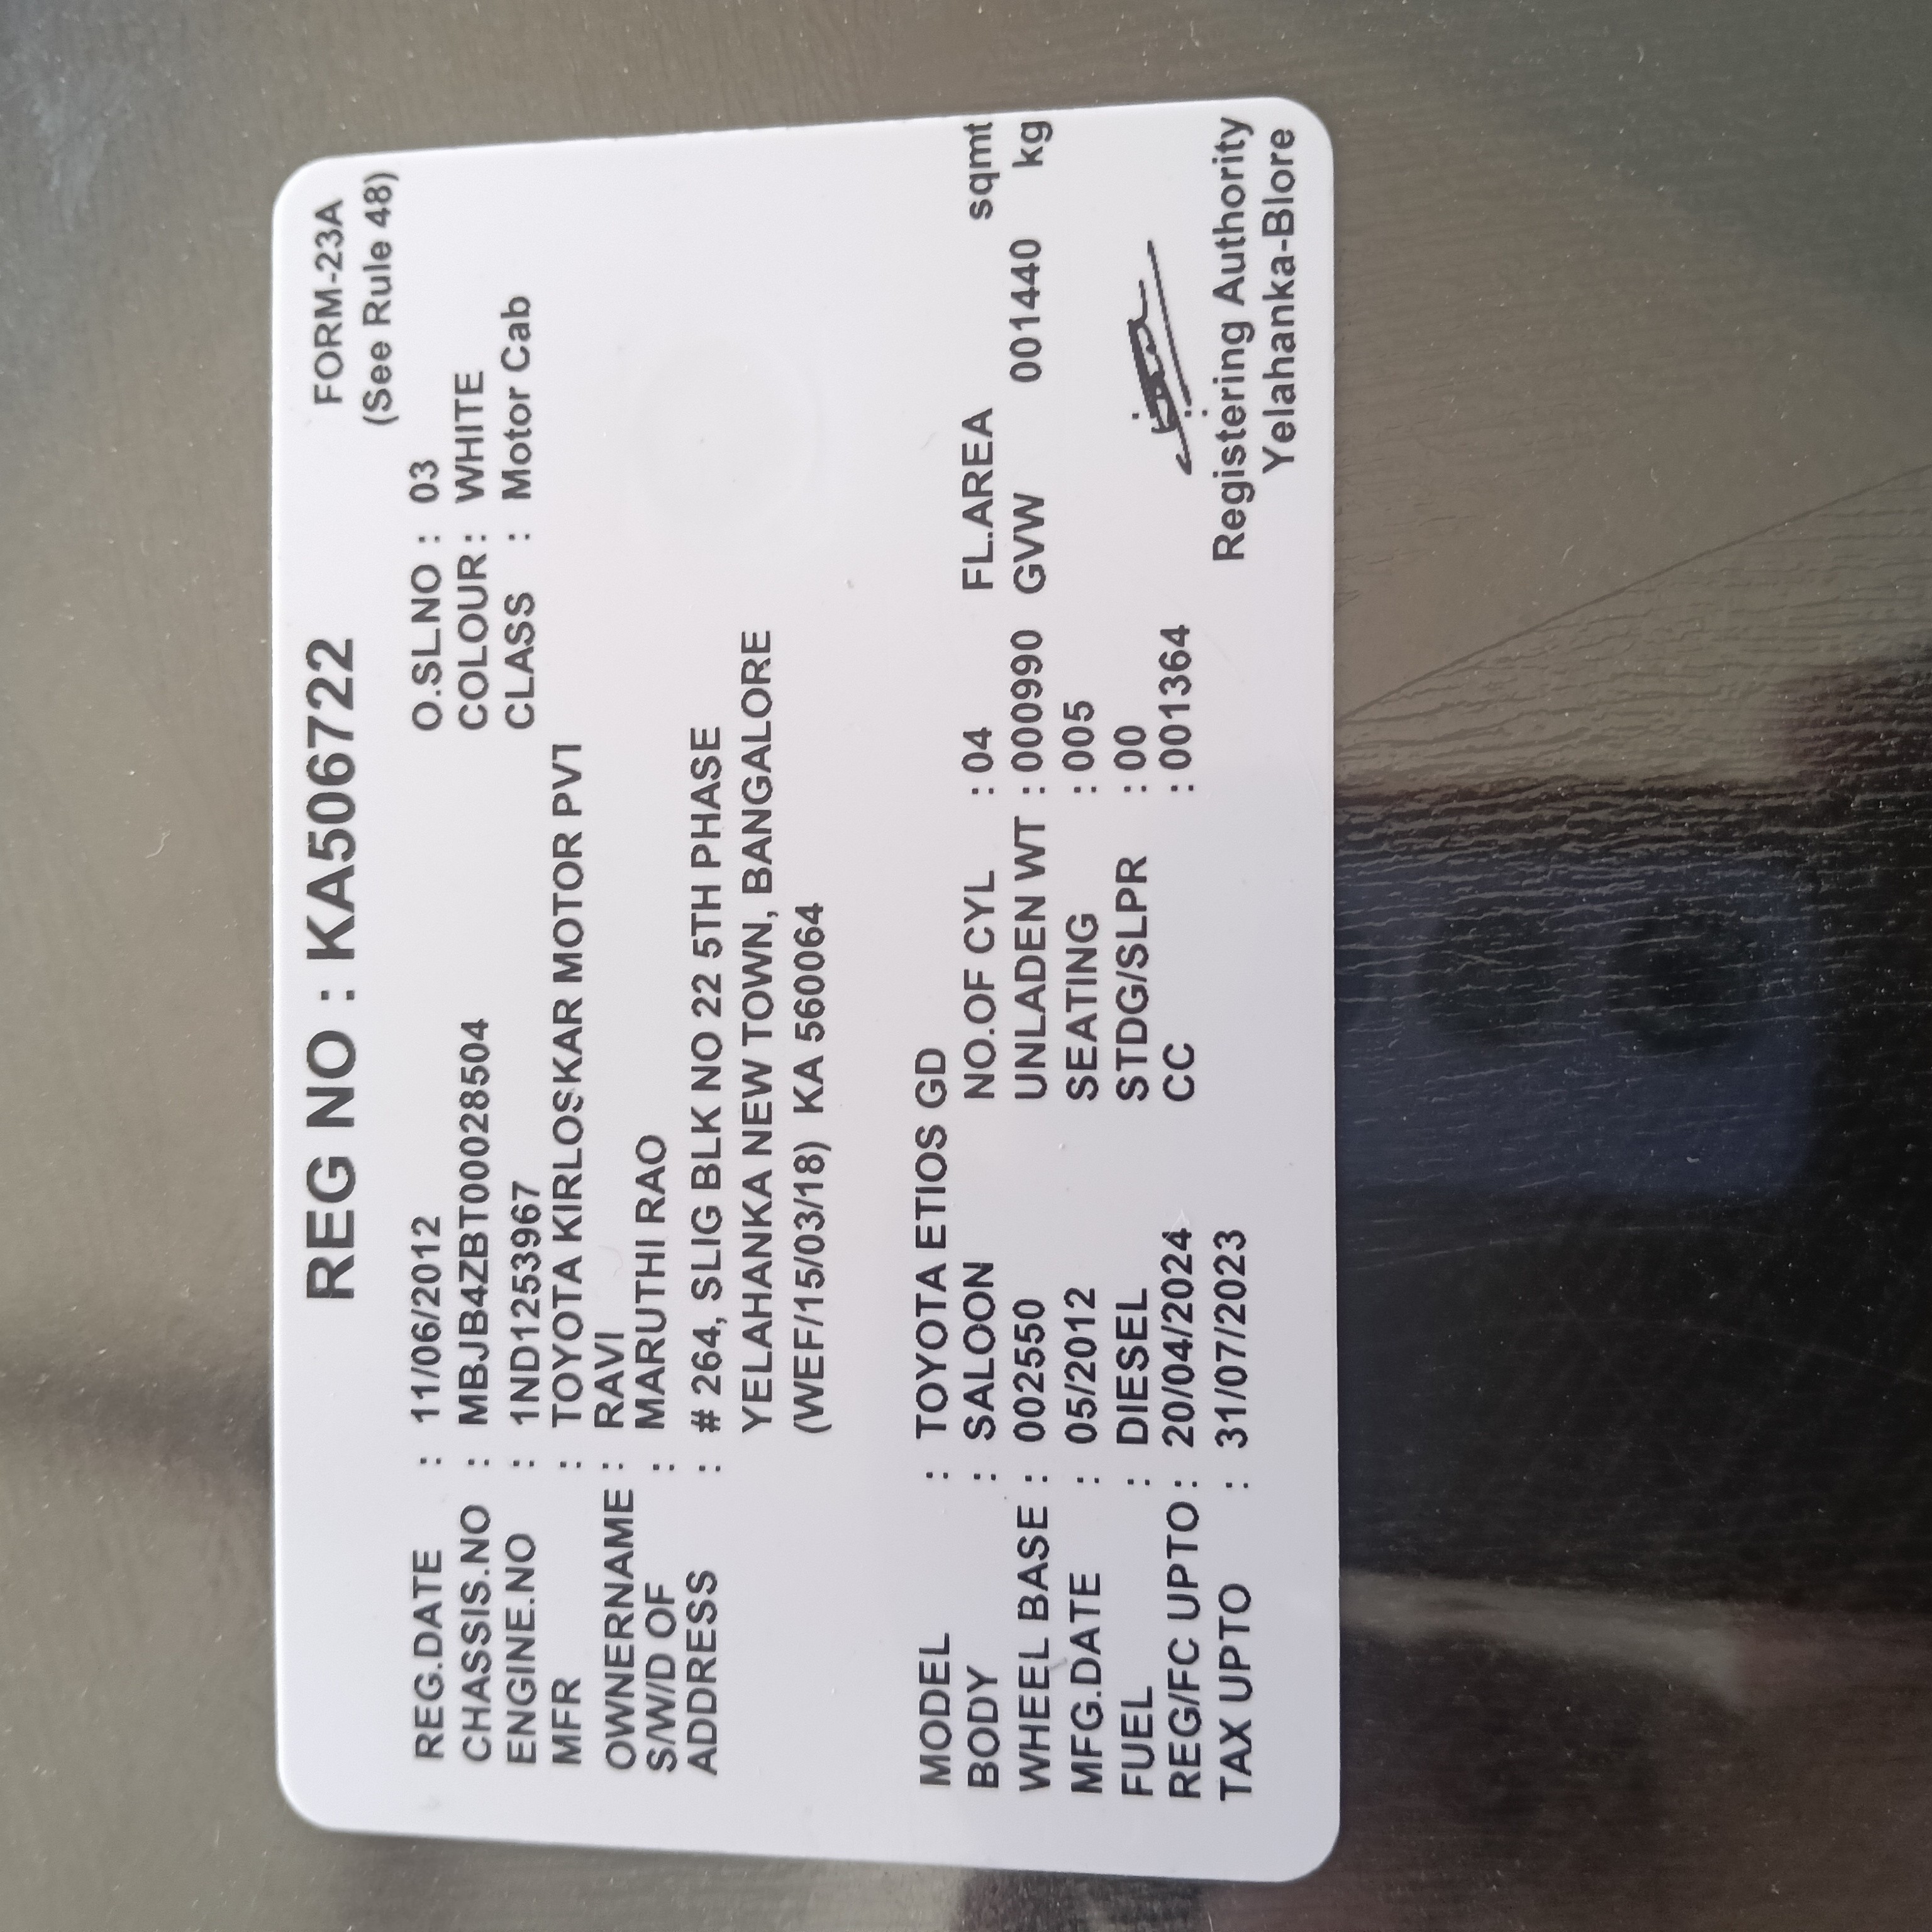 FORM-23A
(See Rule 48)
REG NO : KA506722
REG.DATE : 11/06/2012 O.SLNO : 03
CHASSIS.NO : MBJB4ZBT00028504 COLOUR : WHITE
ENGINE.NO : 1ND1253967 CLASS : Motor Cab
MFR : TOYOTA KIRLOSKAR MOTOR PVT
OWNERNAME : RAVI
S/W/D OF : MARUTHI RAO
ADDRESS : # 264, SLIG BLK NO 22 5TH PHASE
YELAHANKA NEW TOWN, BANGALORE
(WEF/15/03/18) KA 560064
MODEL : TOYOTA ETIOS GD
BODY : SALOON NO.OF CYL : 04 FL.AREA sqmt
WHEEL BASE : 002550 UNLADEN WT : 000990 GVW 001440 kg
MFG.DATE : 05/2012 SEATING : 005
FUEL : DIESEL STDG/SLPR : 00
REG/FC UPTO : 20/04/2024 CC : 001364
TAX UPTO : 31/07/2023 Registering Authority
Yelahanka-Blore